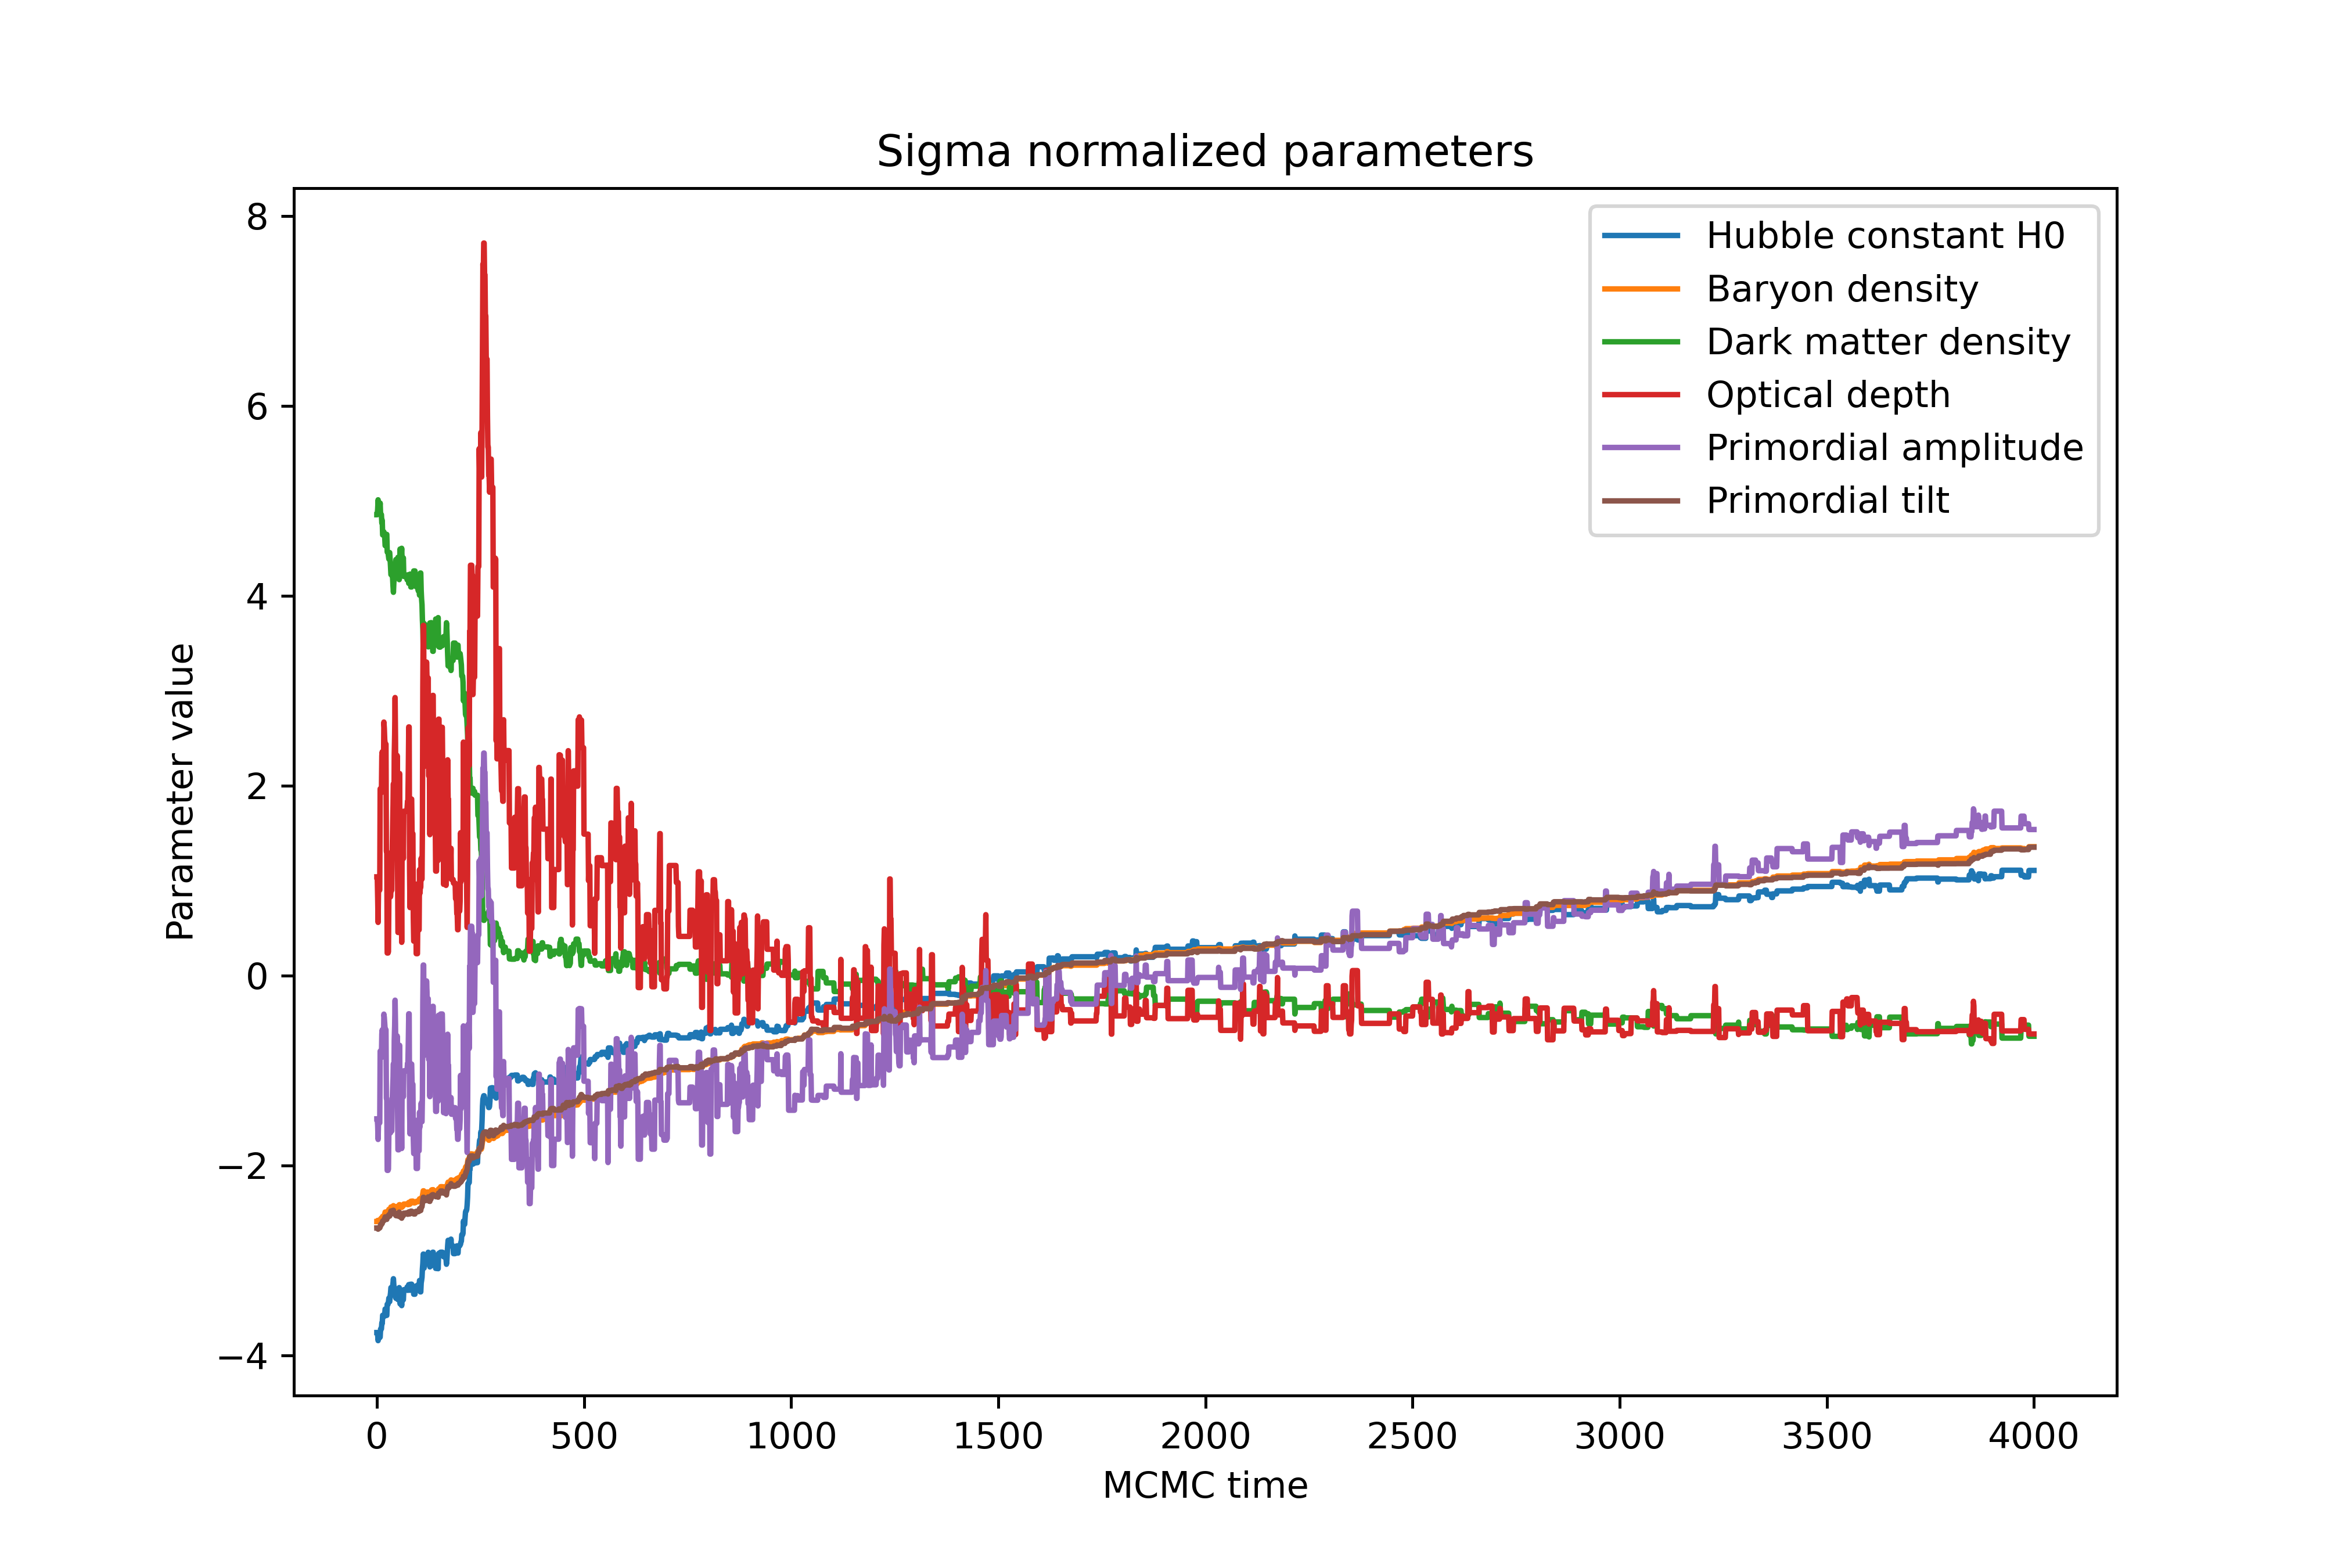 Sigma normalized parameters
8
6
4
2
0
−2
−4
Parameter value
Hubble constant H0
Baryon density
Dark matter density
Optical depth
Primordial amplitude
Primordial tilt
0 500 1000 1500 2000 2500 3000 3500 4000
MCMC time